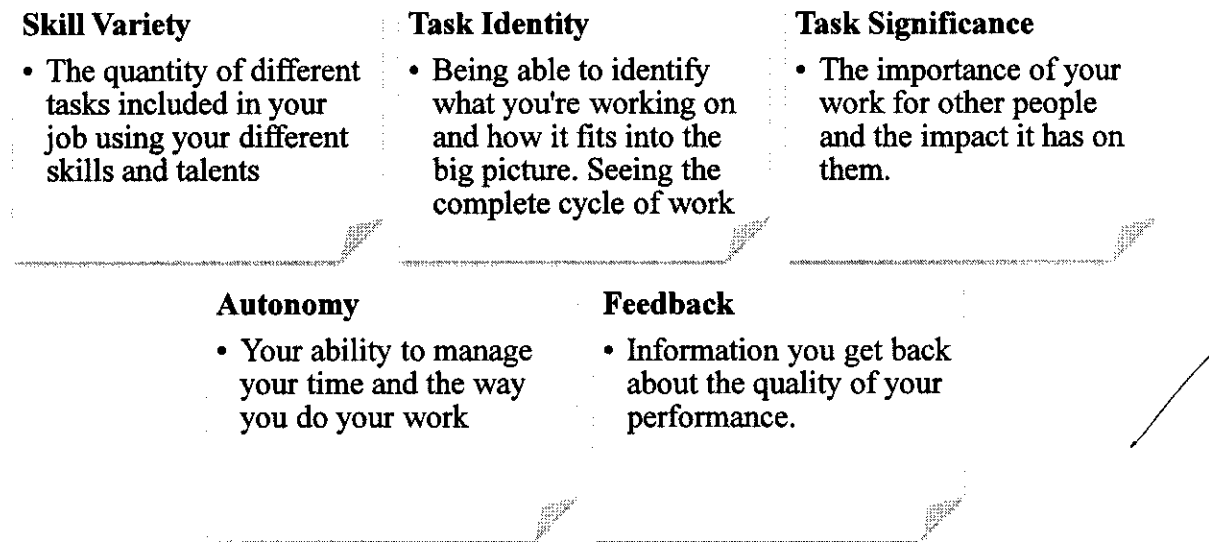 Skill Variety
• The quantity of different
tasks included in your
job using your different
skills and talents
Task Identity
• Being able to identify
what you're working on
and how it fits into the
big picture. Seeing the
complete cycle of work
Task Significance
• The importance of your
work for other people
and the impact it has on
them.
Autonomy
• Your ability to manage
your time and the way
you do your work
Feedback
• Information you get back
about the quality of your
performance.